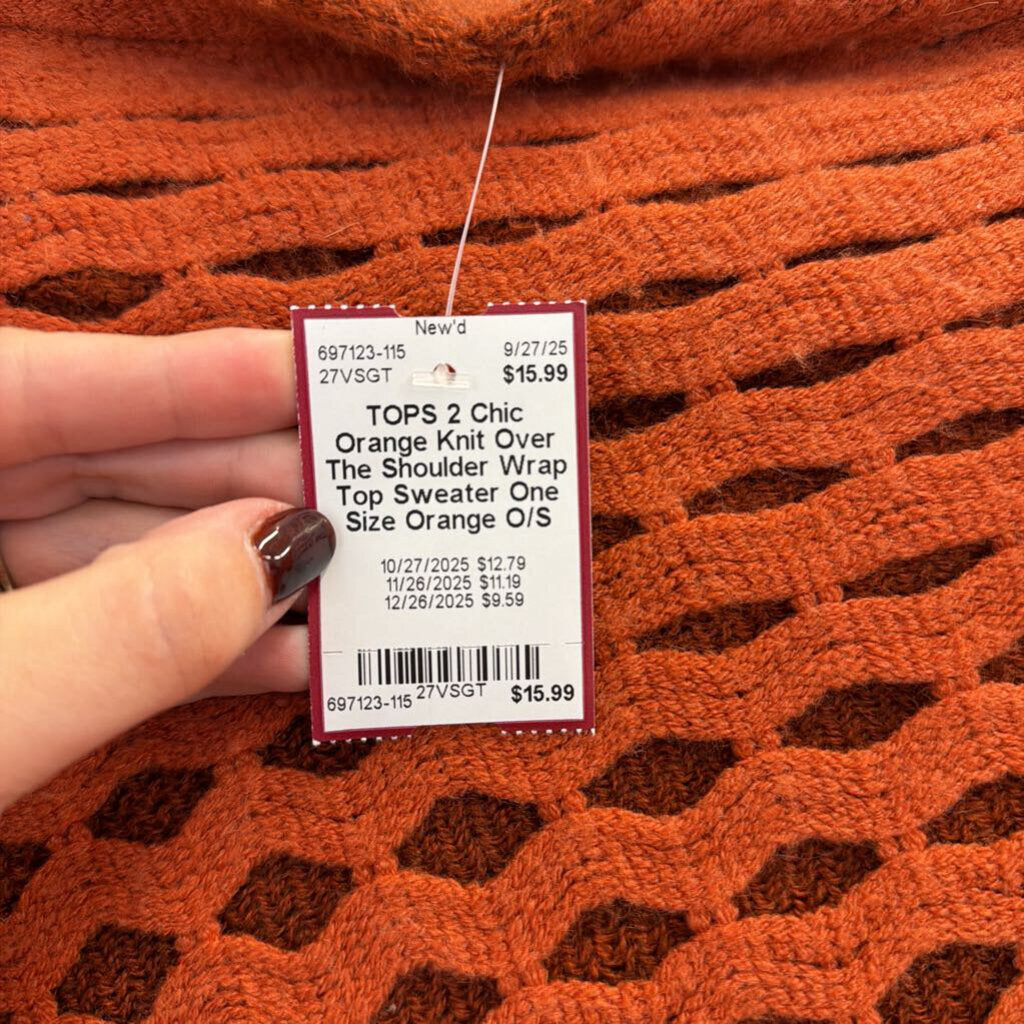 New'd
697123-115 9/27/25
27VSGT $15.99
TOPS 2 Chic
Orange Knit Over
The Shoulder Wrap
Top Sweater One
Size Orange O/S
10/27/2025 $12.79
11/26/2025 $11.19
12/26/2025 $9.59
697123-115 27VSGT $15.99